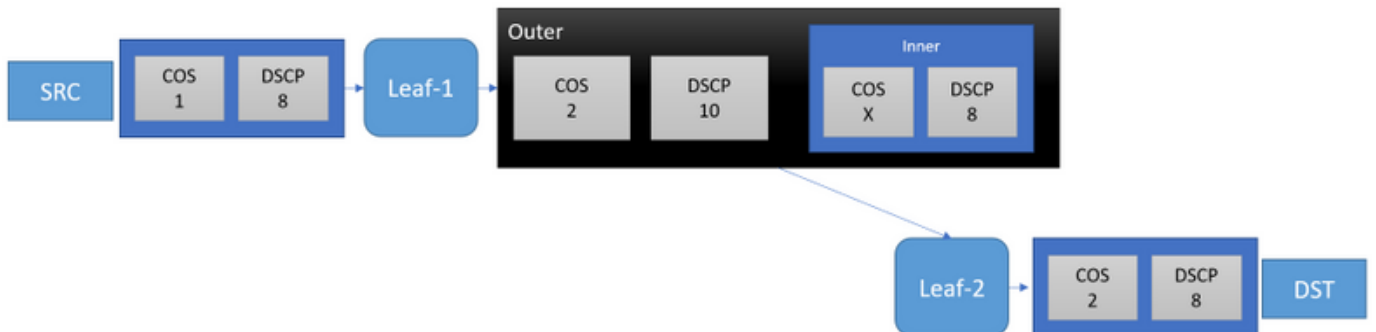 SRC
COS
1
DSCP
8
Leaf-1
Outer
COS
2
DSCP
10
Inner
COS
X
DSCP
8
Leaf-2
COS
2
DSCP
8
DST